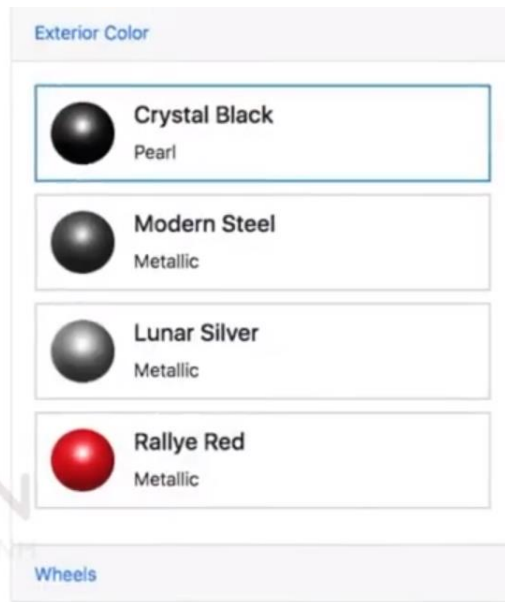 Exterior Color
Crystal Black
Pearl
Modern Steel
Metallic
Lunar Silver
Metallic
Rallye Red
Metallic
Wheels